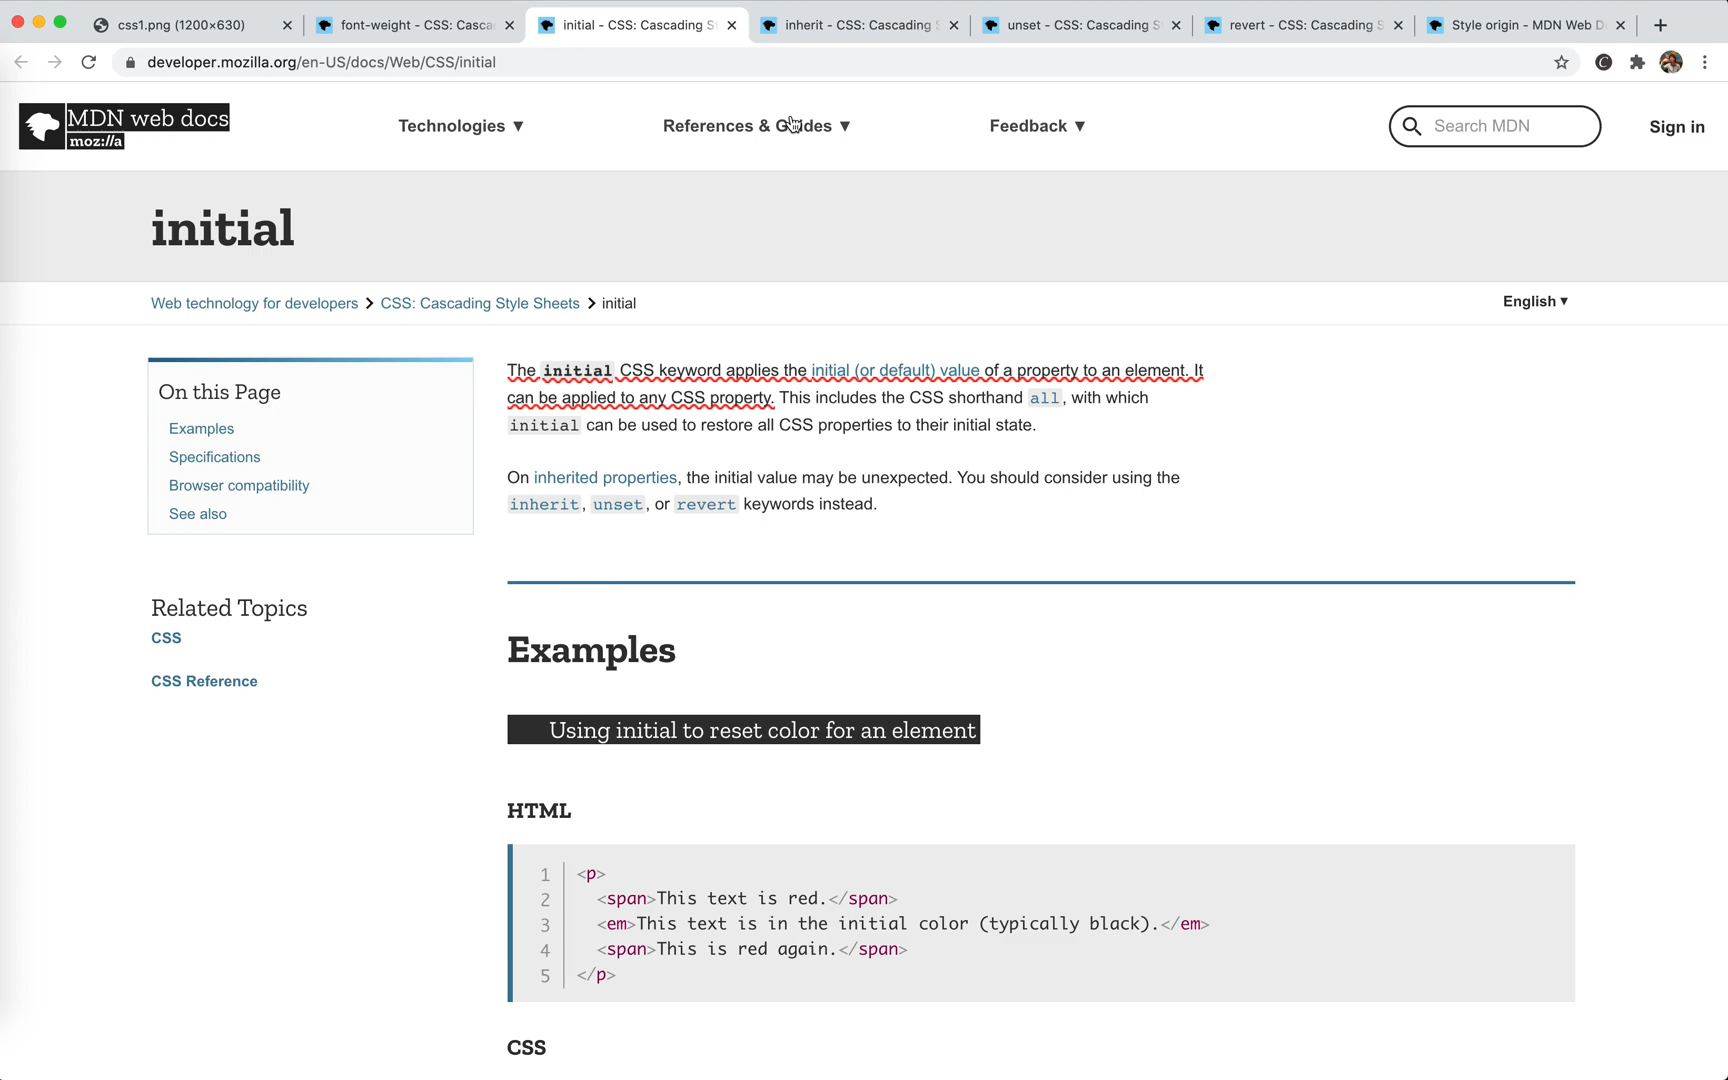 css1.png (1200×630)
font-weight - CSS: Casca
initial - CSS: Cascading S
inherit - CSS: Cascading S
unset - CSS: Cascading S
revert - CSS: Cascading S
Style origin - MDN Web D
developer.mozilla.org/en-US/docs/Web/CSS/initial
MDN web docs
moz://a
Technologies ▼
References & Guides ▼
Feedback ▼
Search MDN
Sign in
initial
Web technology for developers > CSS: Cascading Style Sheets > initial
English ▼
On this Page
Examples
Specifications
Browser compatibility
See also
Related Topics
CSS
CSS Reference
The initial CSS keyword applies the initial (or default) value of a property to an element. It
can be applied to any CSS property. This includes the CSS shorthand all, with which
initial can be used to restore all CSS properties to their initial state.
On inherited properties, the initial value may be unexpected. You should consider using the
inherit, unset, or revert keywords instead.
Examples
Using initial to reset color for an element
HTML
1 <p>
2 <span>This text is red.</span>
3 <em>This text is in the initial color (typically black).</em>
4 <span>This is red again.</span>
5 </p>
CSS